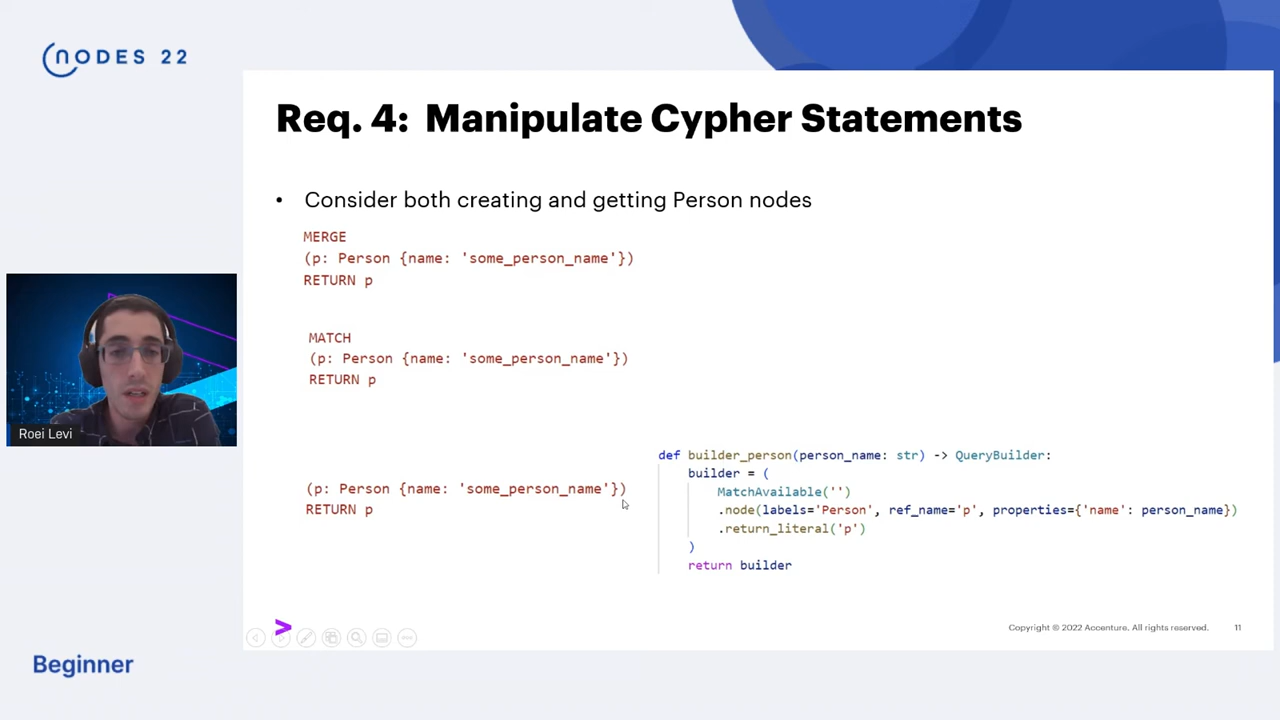 NODES 22
Req. 4: Manipulate Cypher Statements
• Consider both creating and getting Person nodes
MERGE
(p: Person {name: 'some_person_name'})
RETURN p
MATCH
(p: Person {name: 'some_person_name'})
RETURN p
(p: Person {name: 'some_person_name'})
RETURN p
def builder_person(person_name: str) -> QueryBuilder:
builder = (
MatchAvailable('')
.node(labels='Person', ref_name='p', properties={'name': person_name})
.return_literal('p')
)
return builder
Roei Levi
>
Copyright © 2022 Accenture. All rights reserved. 11
Beginner